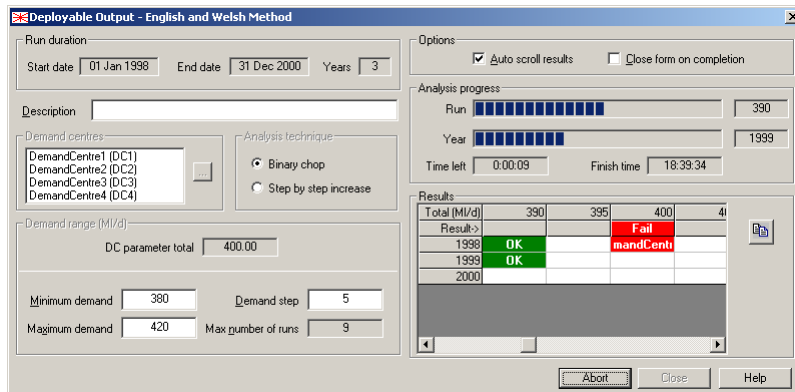 Deployable Output - English and Welsh Method
Run duration
Start date 01 Jan 1998 End date 31 Dec 2000 Years 3
Description
Demand centres
DemandCentre1 (DC1)
DemandCentre2 (DC2)
DemandCentre3 (DC3)
DemandCentre4 (DC4)
...
Analysis technique
Binary chop
Step by step increase
Demand range (Ml/d)
DC parameter total 400.00
Minimum demand 380 Demand step 5
Maximum demand 420 Max number of runs 9
Options
Auto scroll results Close form on completion
Analysis progress
Run 390
Year 1999
Time left 0:00:09 Finish time 18:39:34
Results
Total (Ml/d) 390 395 400
Result-> Fail
1998 OK mandCent
1999 OK
2000
Abort Close Help